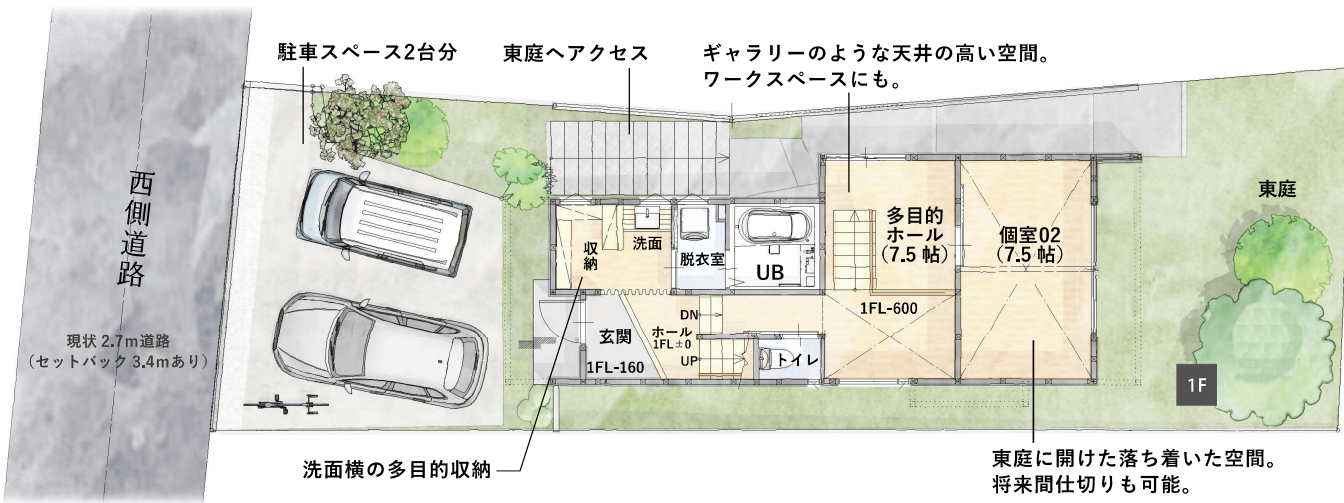 駐車スペース2台分
東庭へアクセス
ギャラリーのような天井の高い空間。
ワークスペースにも。
西側道路
現状 2.7m道路
(セットバック 3.4mあり)
収納
洗面
脱衣室
UB
多目的
ホール
(7.5 帖)
個室02
(7.5 帖)
東庭
玄関
1FL-160
ホール
1FL±0
DN
UP
トイレ
1FL-600
1F
洗面横の多目的収納
東庭に開けた落ち着いた空間。
将来間仕切りも可能。